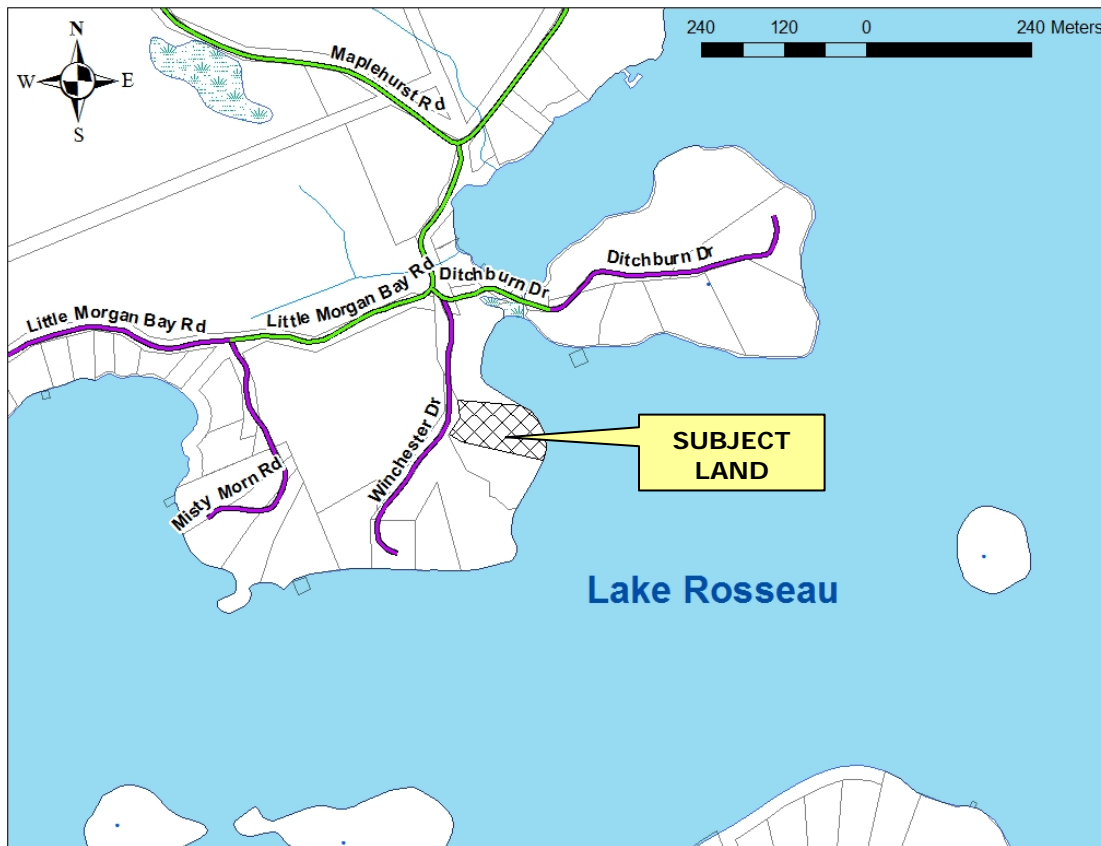 N
W E
S
240 120 0 240 Meters
Maplehurst Rd
Ditchburn Dr
Ditchburn Dr
Little Morgan Bay Rd
Little Morgan Bay Rd
Winchester Dr
Misty Morn Rd
SUBJECT
LAND
Lake Rosseau